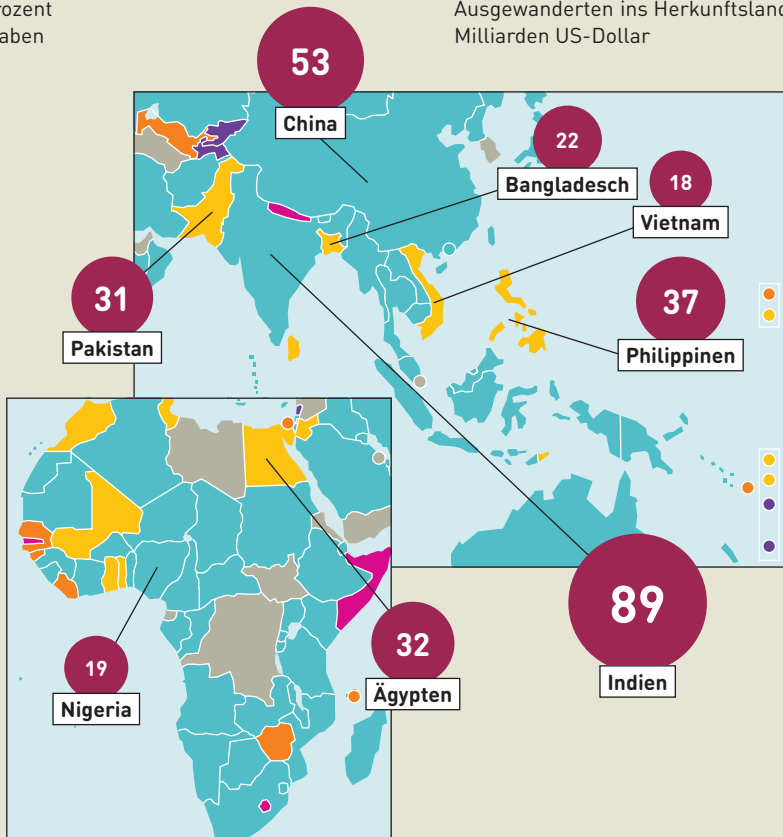 Ausgewanderten ins Herkunftsland
Milliarden US-Dollar
53
China
22
Bangladesch
18
Vietnam
31
Pakistan
37
Philippinen
89
Indien
32
Ägypten
19
Nigeria